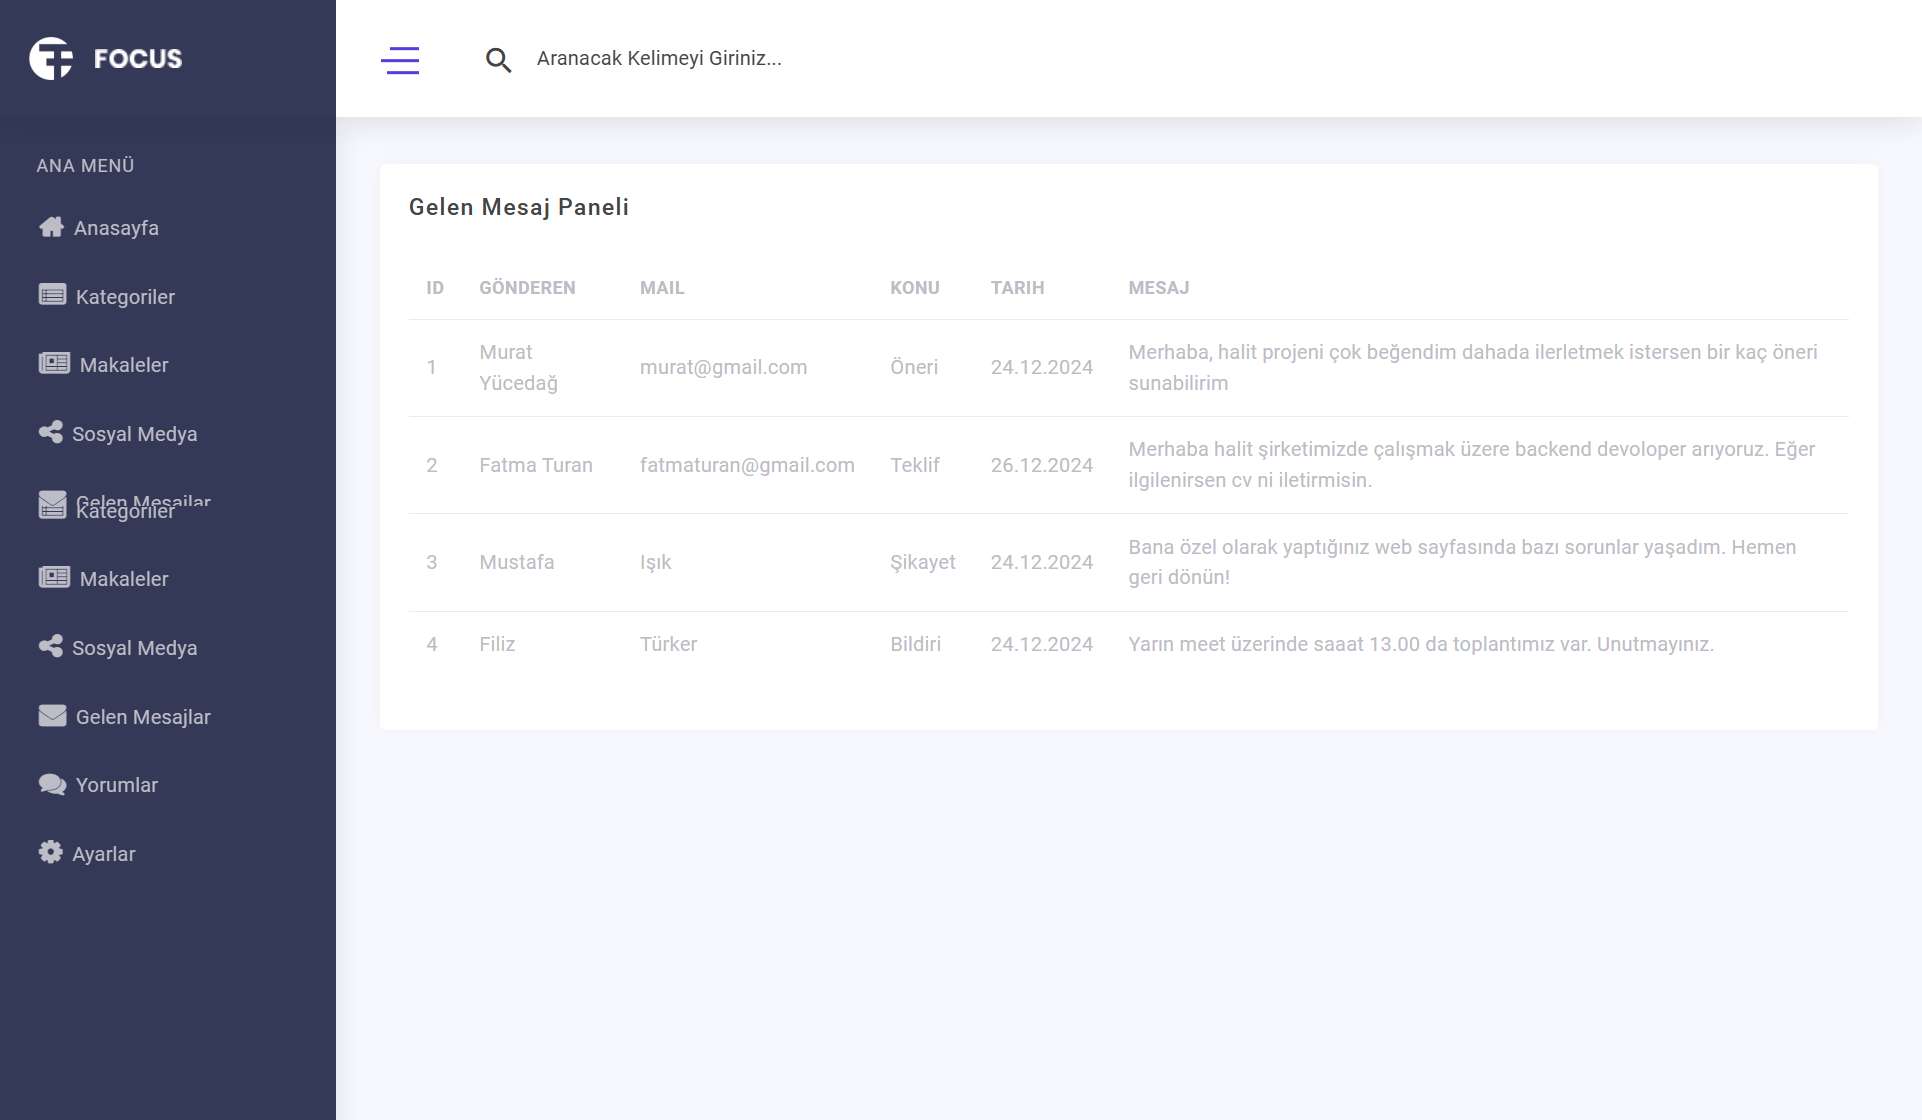 FOCUS
Aranacak Kelimeyi Giriniz...
ANA MENÜ
Anasayfa
Kategoriler
Makaleler
Sosyal Medya
Gelen Mesajlar
Kategoriler
Makaleler
Sosyal Medya
Gelen Mesajlar
Yorumlar
Ayarlar
Gelen Mesaj Paneli
ID GÖNDEREN MAIL KONU TARIH MESAJ
1 Murat Yücedağ murat@gmail.com Öneri 24.12.2024 Merhaba, halit projeni çok beğendim dahada ilerletmek istersen bir kaç öneri
sunabilirim
2 Fatma Turan fatmaturan@gmail.com Teklif 26.12.2024 Merhaba halit şirketimizde çalışmak üzere backend devoloper arıyoruz. Eğer
ilgilenirsen cv ni iletirmisin.
3 Mustafa Işık Şikayet 24.12.2024 Bana özel olarak yaptığınız web sayfasında bazı sorunlar yaşadım. Hemen
geri dönün!
4 Filiz Türker Bildiri 24.12.2024 Yarın meet üzerinde saaat 13.00 da toplantımız var. Unutmayınız.